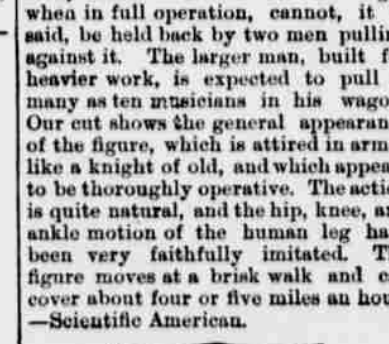 when in full operation, cannot, it
said, be held back by two men pullin
against it. The larger man, built f
heavier work, is expected to pull
many as ten musicians in his wago
Our cut shows the general appearan
of the figure, which is attired in arm
like a knight of old, and which appea
to be thoroughly operative. The actio
is quite natural, and the hip, knee, a
ankle motion of the human leg ha
been very faithfully imitated. T
figure moves at a brisk walk and c
cover about four or five miles an hou
—Scientific American.